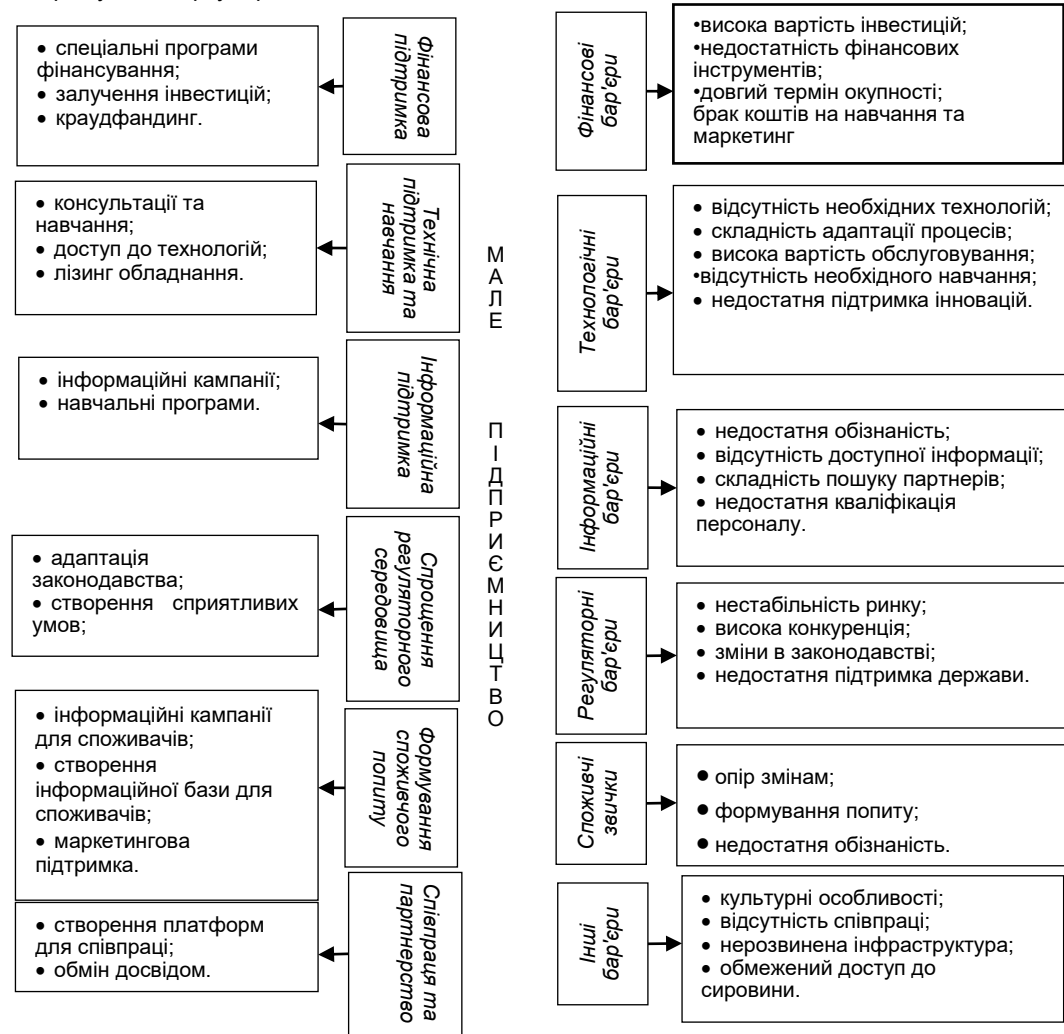 • спеціальні програми
фінансування;
• залучення інвестицій;
• краудфандинг.
Фінансова
підтримка
• консультації та
навчання;
• доступ до технологій;
• лізинг обладнання.
Технічна
підтримка та
навчання
• інформаційні кампанії;
• навчальні програми.
Інформаційна
підтримка
• адаптація
законодавства;
• створення сприятливих
умов;
Спрощення
регуляторного
середовища
• інформаційні кампанії
для споживачів;
• створення
інформаційної бази для
споживачів;
• маркетингова
підтримка.
Формування
споживчого
попиту
• створення платформ
для співпраці;
• обмін досвідом.
Співпраця та
партнерство
МАЛЕ ПІДПРИЄМНИЦТВО
Фінансові
бар'єри
•висока вартість інвестицій;
•недостатність фінансових
інструментів;
•довгий термін окупності;
брак коштів на навчання та
маркетинг
Технологічні
бар'єри
• відсутність необхідних технологій;
• складність адаптації процесів;
• висока вартість обслуговування;
•відсутність необхідного навчання;
• недостатня підтримка інновацій.
Інформаційні
бар'єри
• недостатня обізнаність;
• відсутність доступної інформації;
• складність пошуку партнерів;
• недостатня кваліфікація
персоналу.
Регуляторні
бар'єри
• нестабільність ринку;
• висока конкуренція;
• зміни в законодавстві;
• недостатня підтримка держави.
Споживчі
звички
• опір змінам;
• формування попиту;
• недостатня обізнаність.
Інші
бар'єри
• культурні особливості;
• відсутність співпраці;
• нерозвинена інфраструктура;
• обмежений доступ до
сировини.